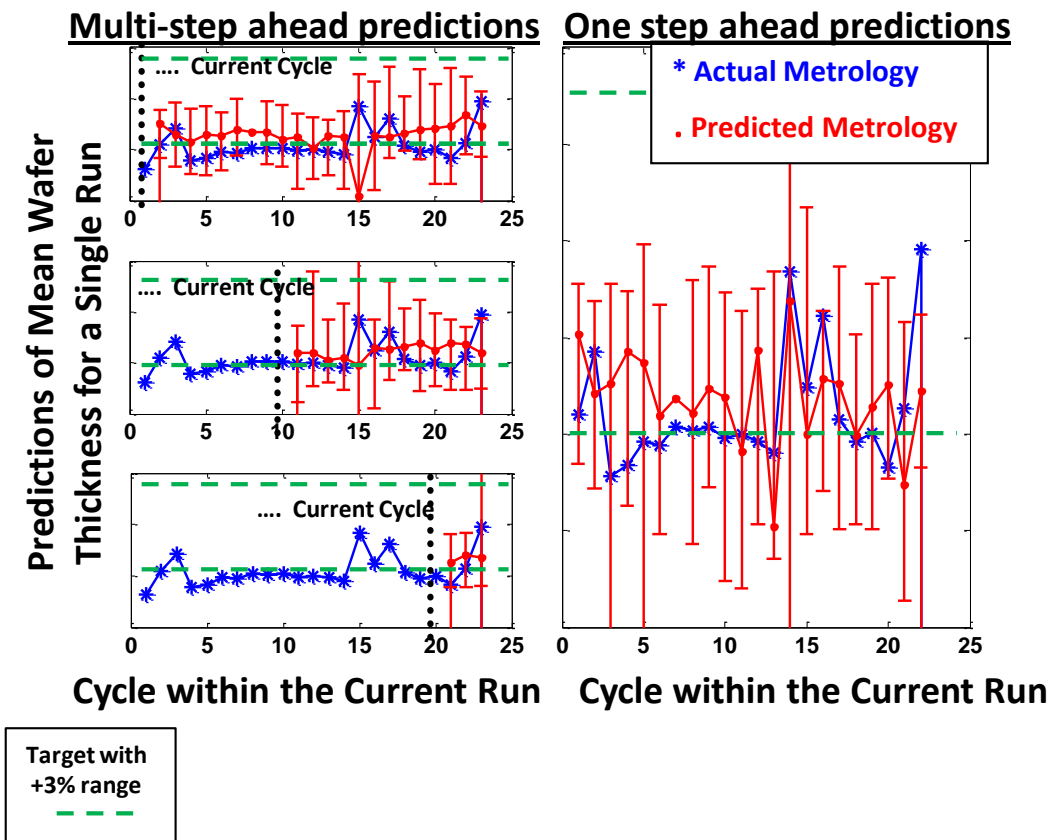 Multi-step ahead predictions
One step ahead predictions
Predictions of Mean Wafer
Thickness for a Single Run
.... Current Cycle
0 5 10 15 20 25
.... Current Cycle
0 5 10 15 20 25
.... Current Cycle
0 5 10 15 20 25
Cycle within the Current Run
* Actual Metrology
. Predicted Metrology
0 5 10 15 20 25
Cycle within the Current Run
Target with
+3% range